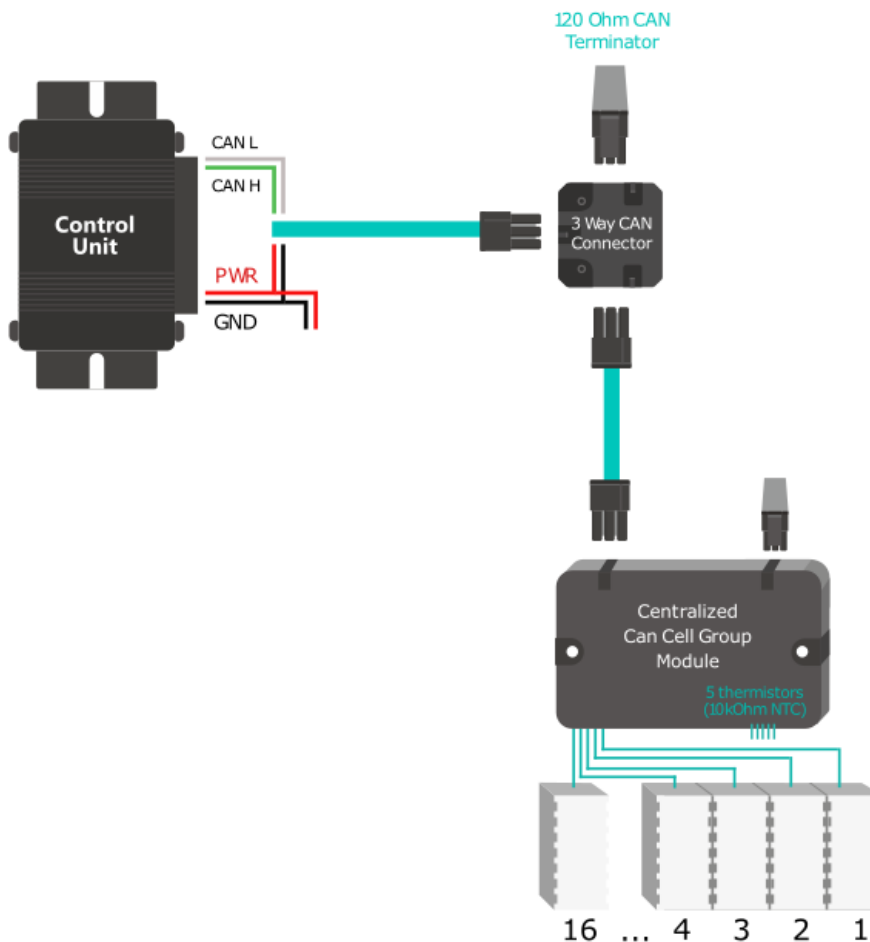 120 Ohm CAN
Terminator
CAN L
CAN H
Control
Unit
3 Way CAN
Connector
PWR
GND
Centralized
Can Cell Group
Module
5 thermistors
(10kOhm NTC)
16 ... 4 3 2 1